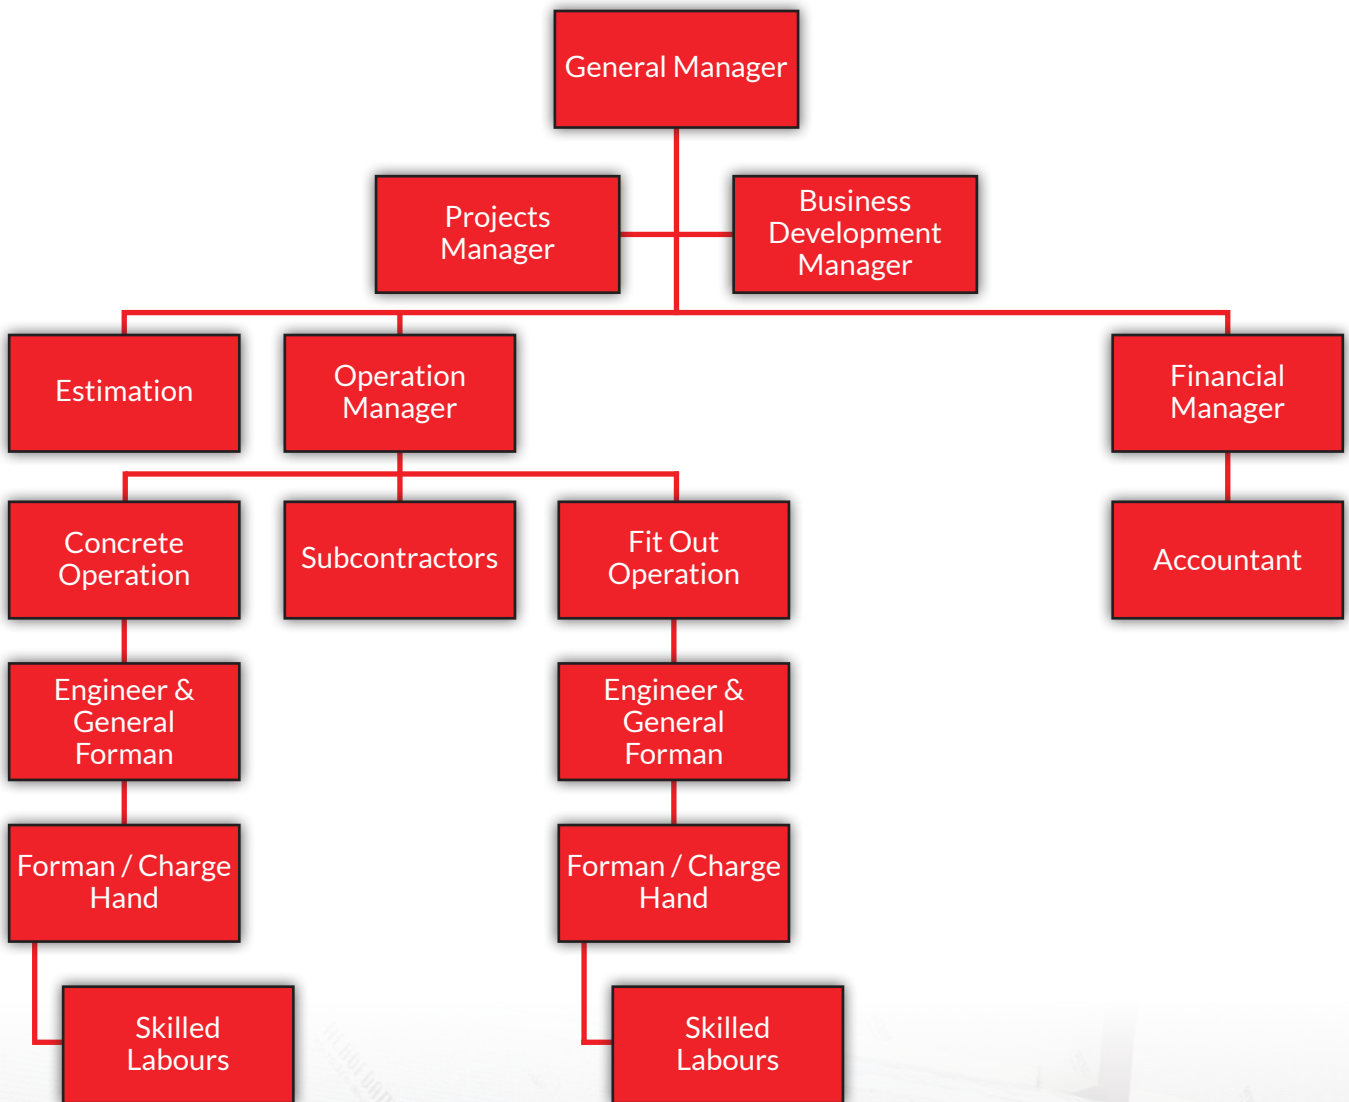 General Manager
Projects
Manager
Business
Development
Manager
Estimation
Operation
Manager
Financial
Manager
Concrete
Operation
Subcontractors
Fit Out
Operation
Accountant
Engineer &
General
Forman
Engineer &
General
Forman
Forman / Charge
Hand
Forman / Charge
Hand
Skilled
Labours
Skilled
Labours